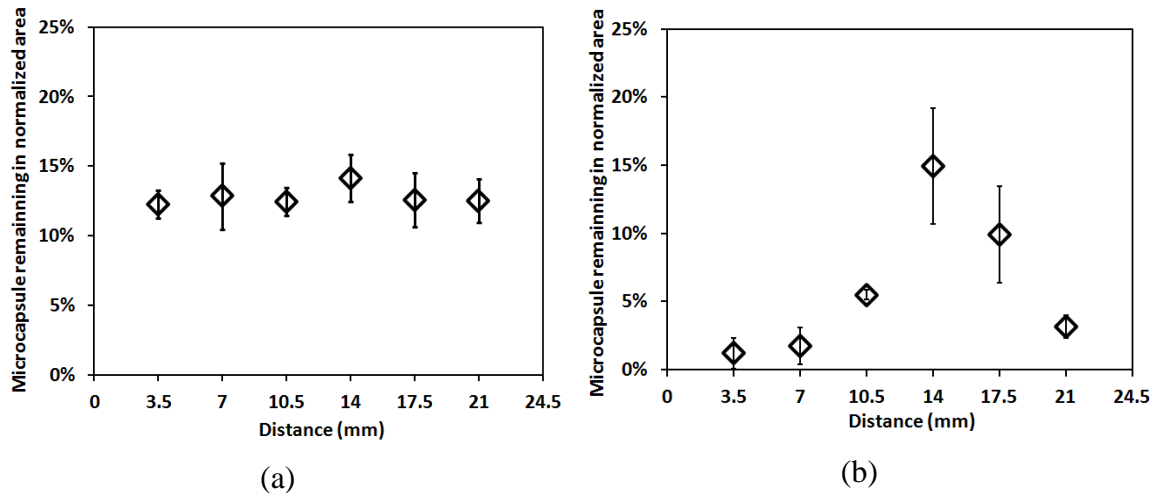 Microcapsule remaining in normalized area
25%
20%
15%
10%
5%
0%
0 3.5 7 10.5 14 17.5 21 24.5
Distance (mm)
(a)
Microcapsule remainning in normalized area
25%
20%
15%
10%
5%
0%
0 3.5 7 10.5 14 17.5 21 24.5
Distance (mm)
(b)